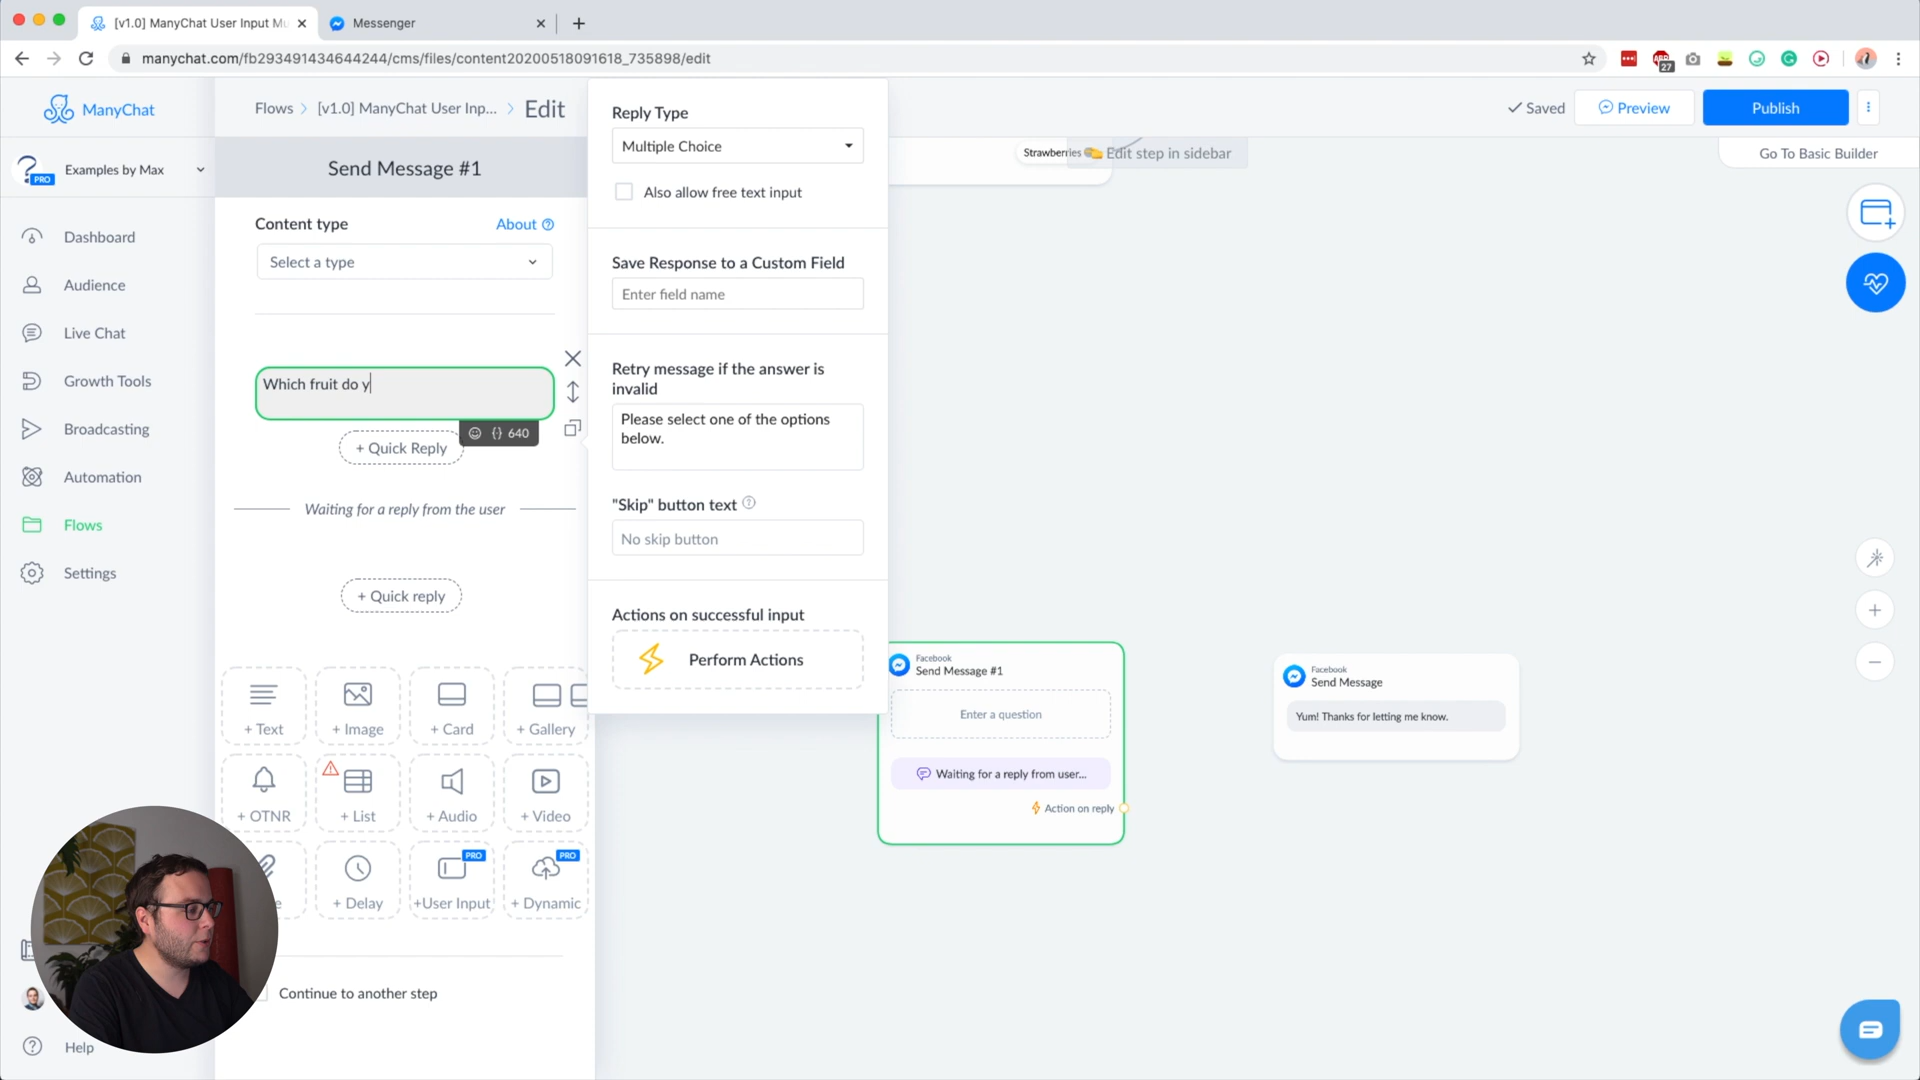 [v1.0] ManyChat User Input Mu
Messenger
manychat.com/fb293491434644244/cms/files/content20200518091618_735898/edit
27
ManyChat
Flows
[v1.0] ManyChat User Inp...
Edit
Saved
Preview
Publish
Examples by Max
PRO
Send Message #1
Strawberries
Edit step in sidebar
Go To Basic Builder
Dashboard
Audience
Live Chat
Growth Tools
Broadcasting
Automation
Flows
Settings
Help
Content type
About
Select a type
Which fruit do y
640
+ Quick Reply
Waiting for a reply from the user
+ Quick reply
+ Text
+ Image
+ Card
+ Gallery
+ OTNR
+ List
+ Audio
+ Video
+ Delay
PRO
+User Input
PRO
+ Dynamic
Continue to another step
Reply Type
Multiple Choice
Also allow free text input
Save Response to a Custom Field
Enter field name
Retry message if the answer is
invalid
Please select one of the options
below.
"Skip" button text
No skip button
Actions on successful input
Perform Actions
Facebook
Send Message #1
Enter a question
Waiting for a reply from user...
Action on reply
Facebook
Send Message
Yum! Thanks for letting me know.